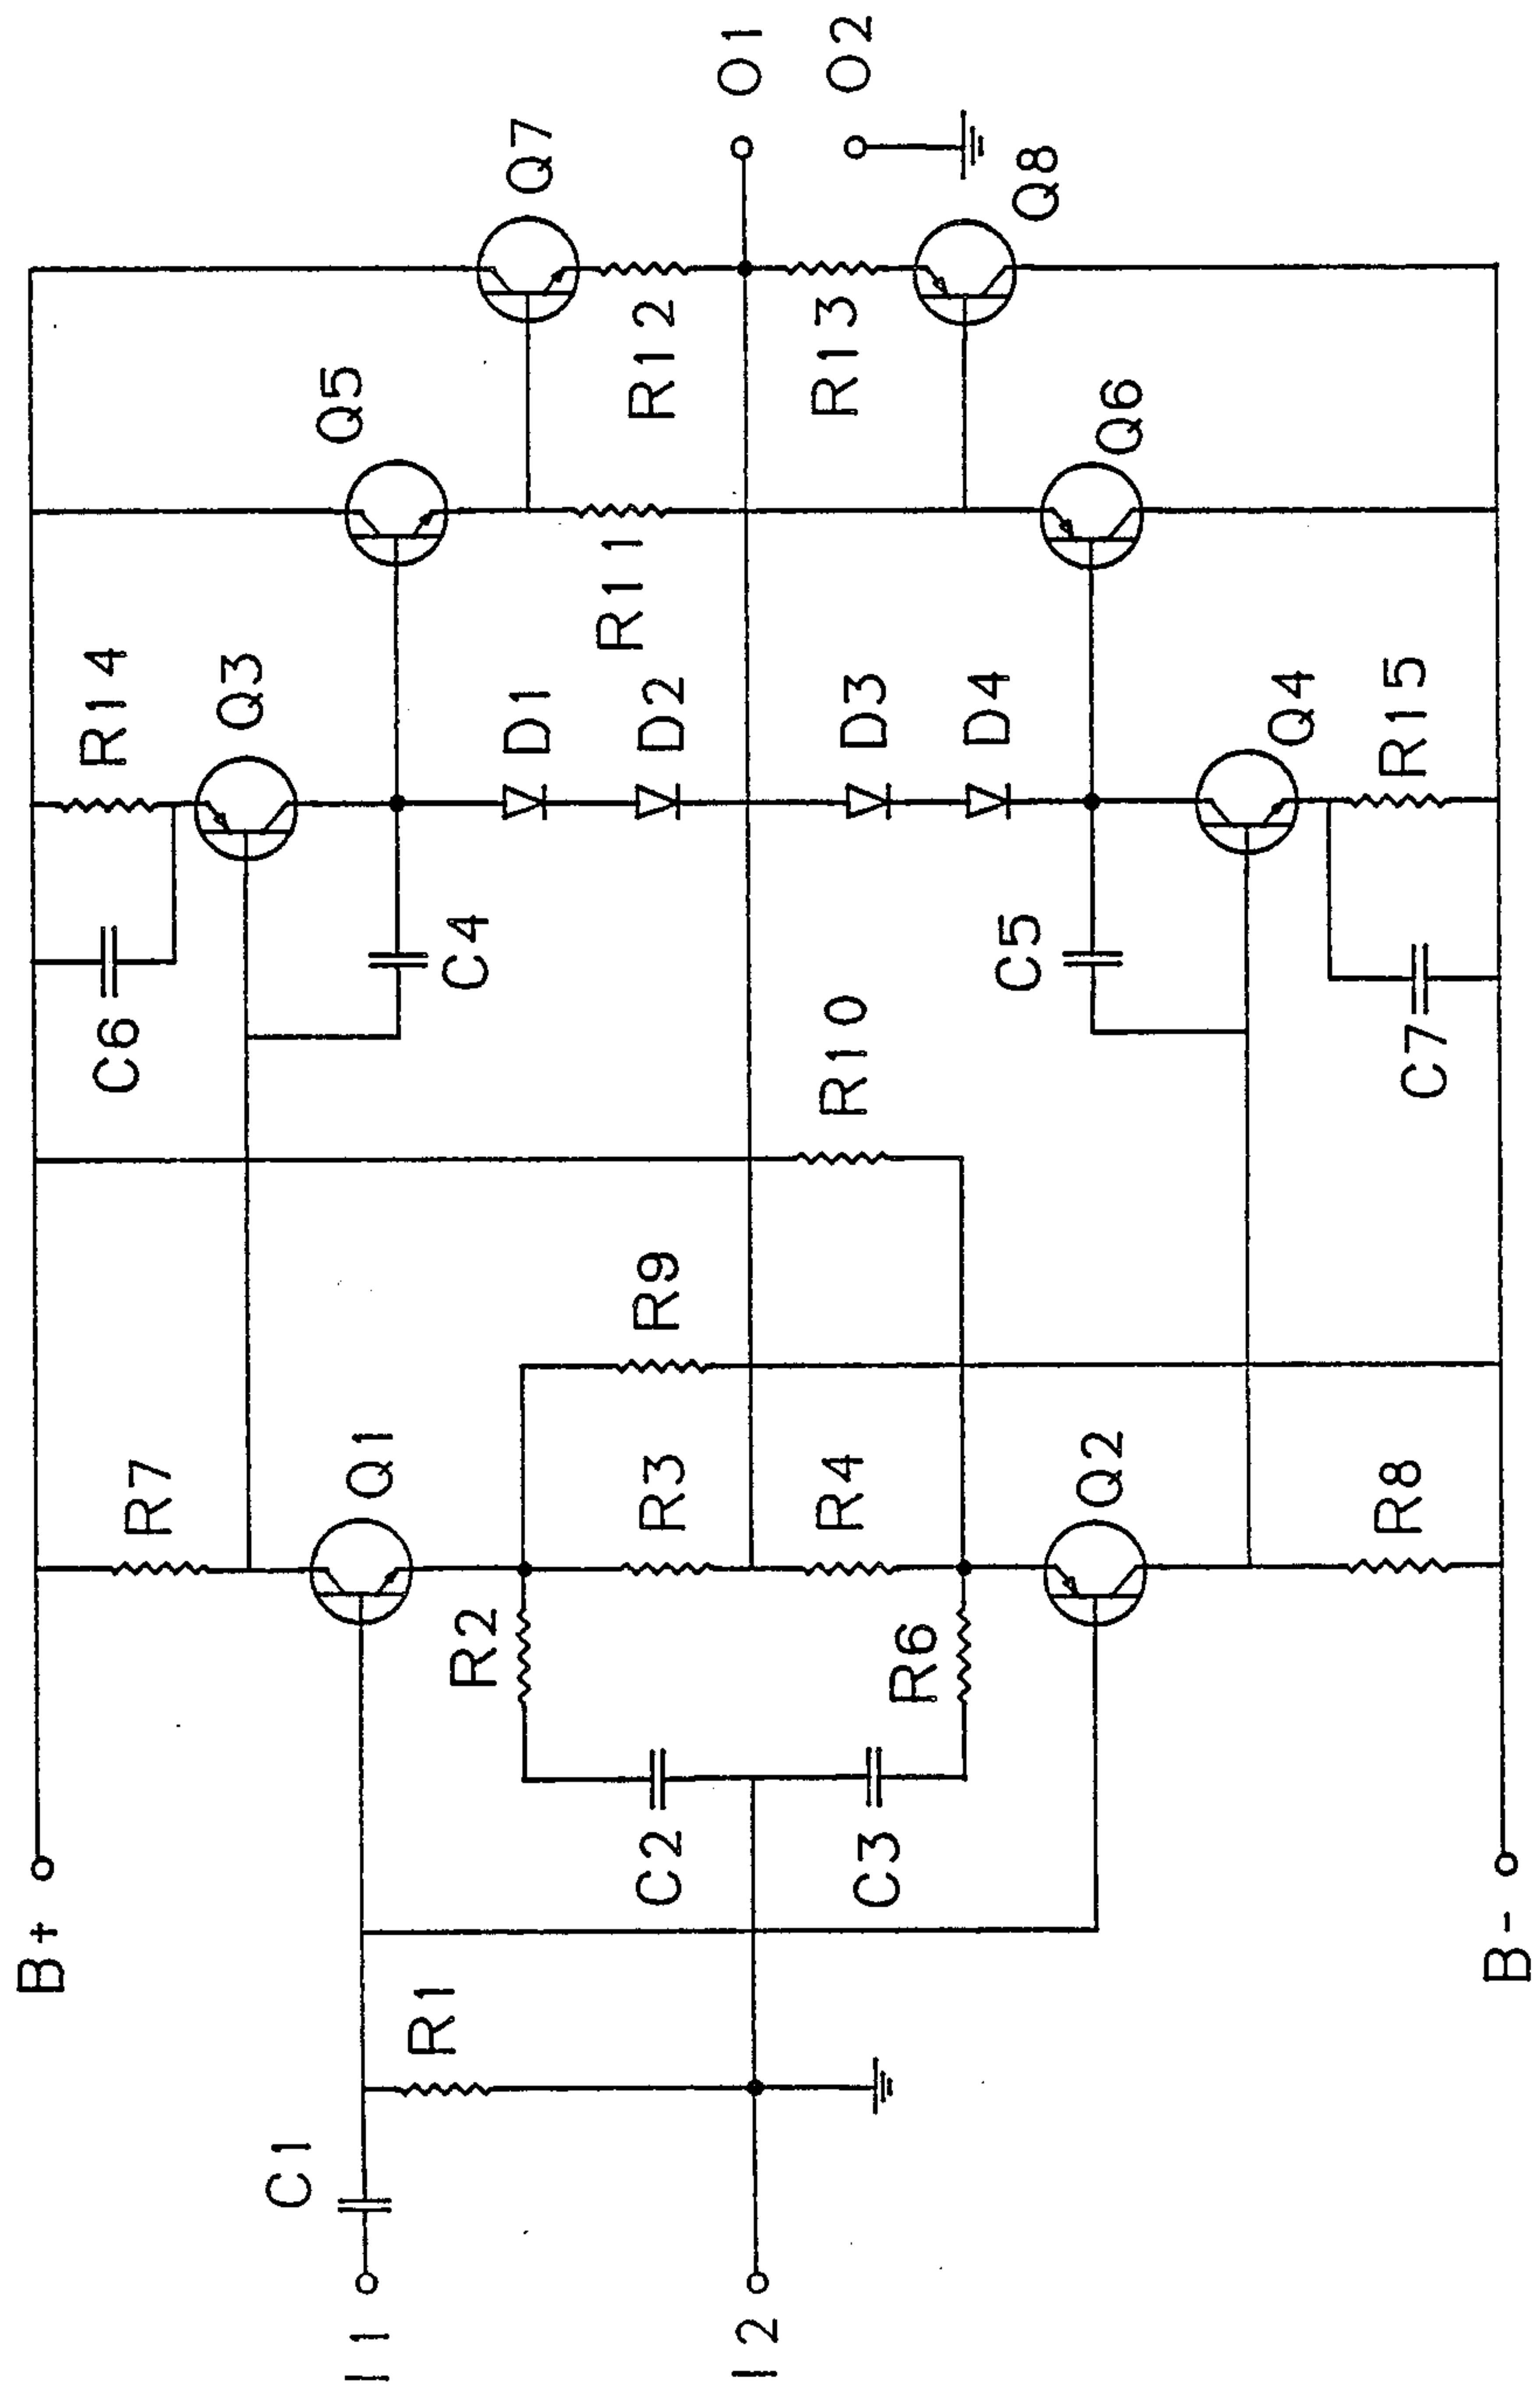 B+
B-
I1
I2
C1
R1
C2
C3
R2
R6
R7
Q1
R3
R4
Q2
R8
R9
R10
C6
C4
C5
C7
R14
Q3
D1
D2
D3
D4
Q4
R15
Q5
R11
Q6
Q7
R12
R13
Q8
O1
O2